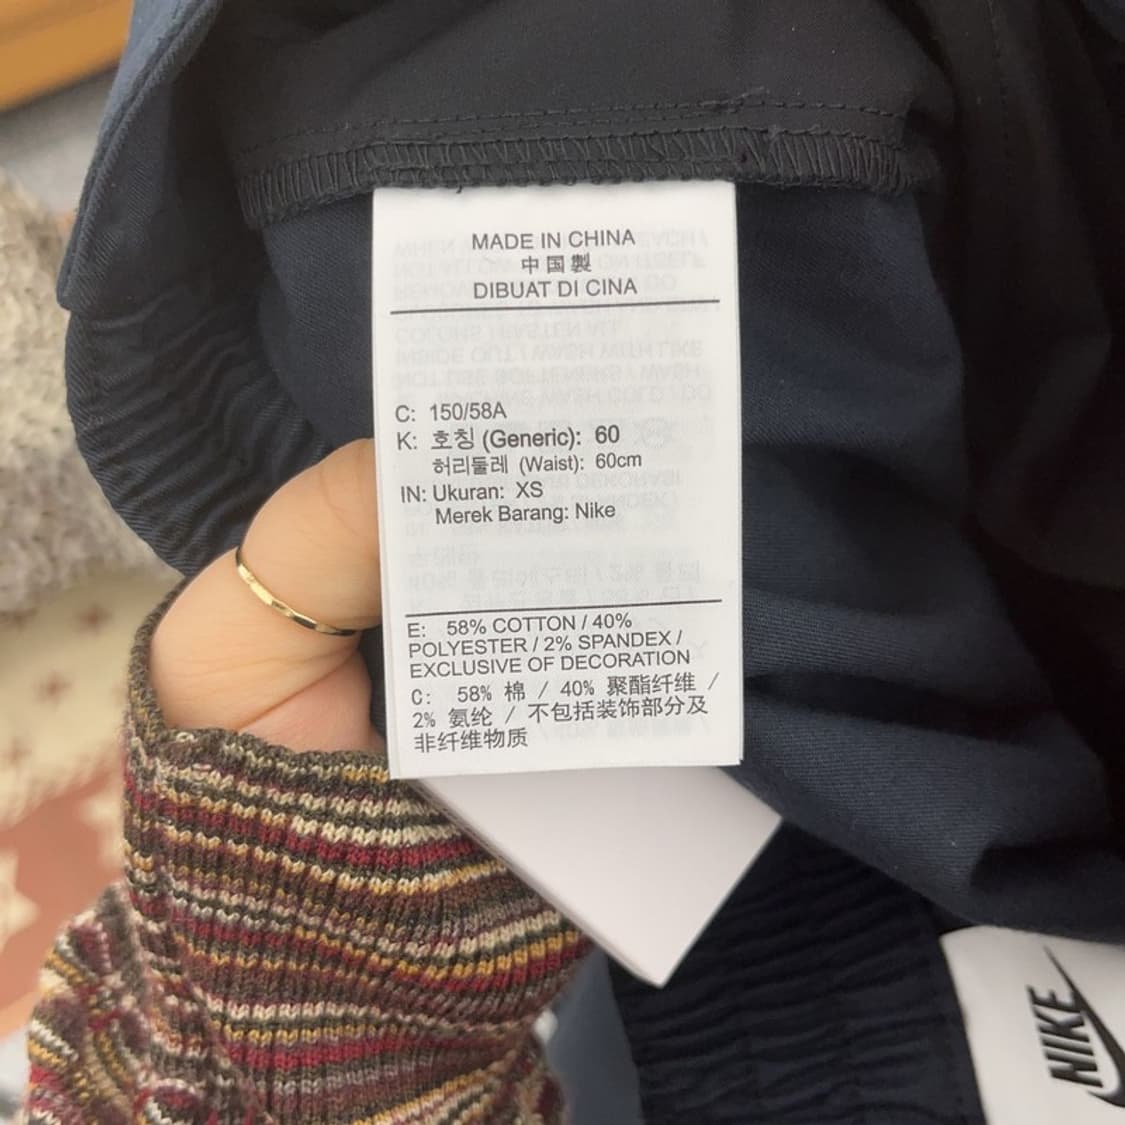 MADE IN CHINA
中国製
DIBUAT DI CINA
C: 150/58A
K: 호칭 (Generic): 60
허리둘레 (Waist): 60cm
IN: Ukuran: XS
Merek Barang: Nike
E: 58% COTTON / 40%
POLYESTER / 2% SPANDEX /
EXCLUSIVE OF DECORATION
C: 58% 棉 / 40% 聚酯纤维 /
2% 氨纶 / 不包括装饰部分及
非纤维物质
NIKE